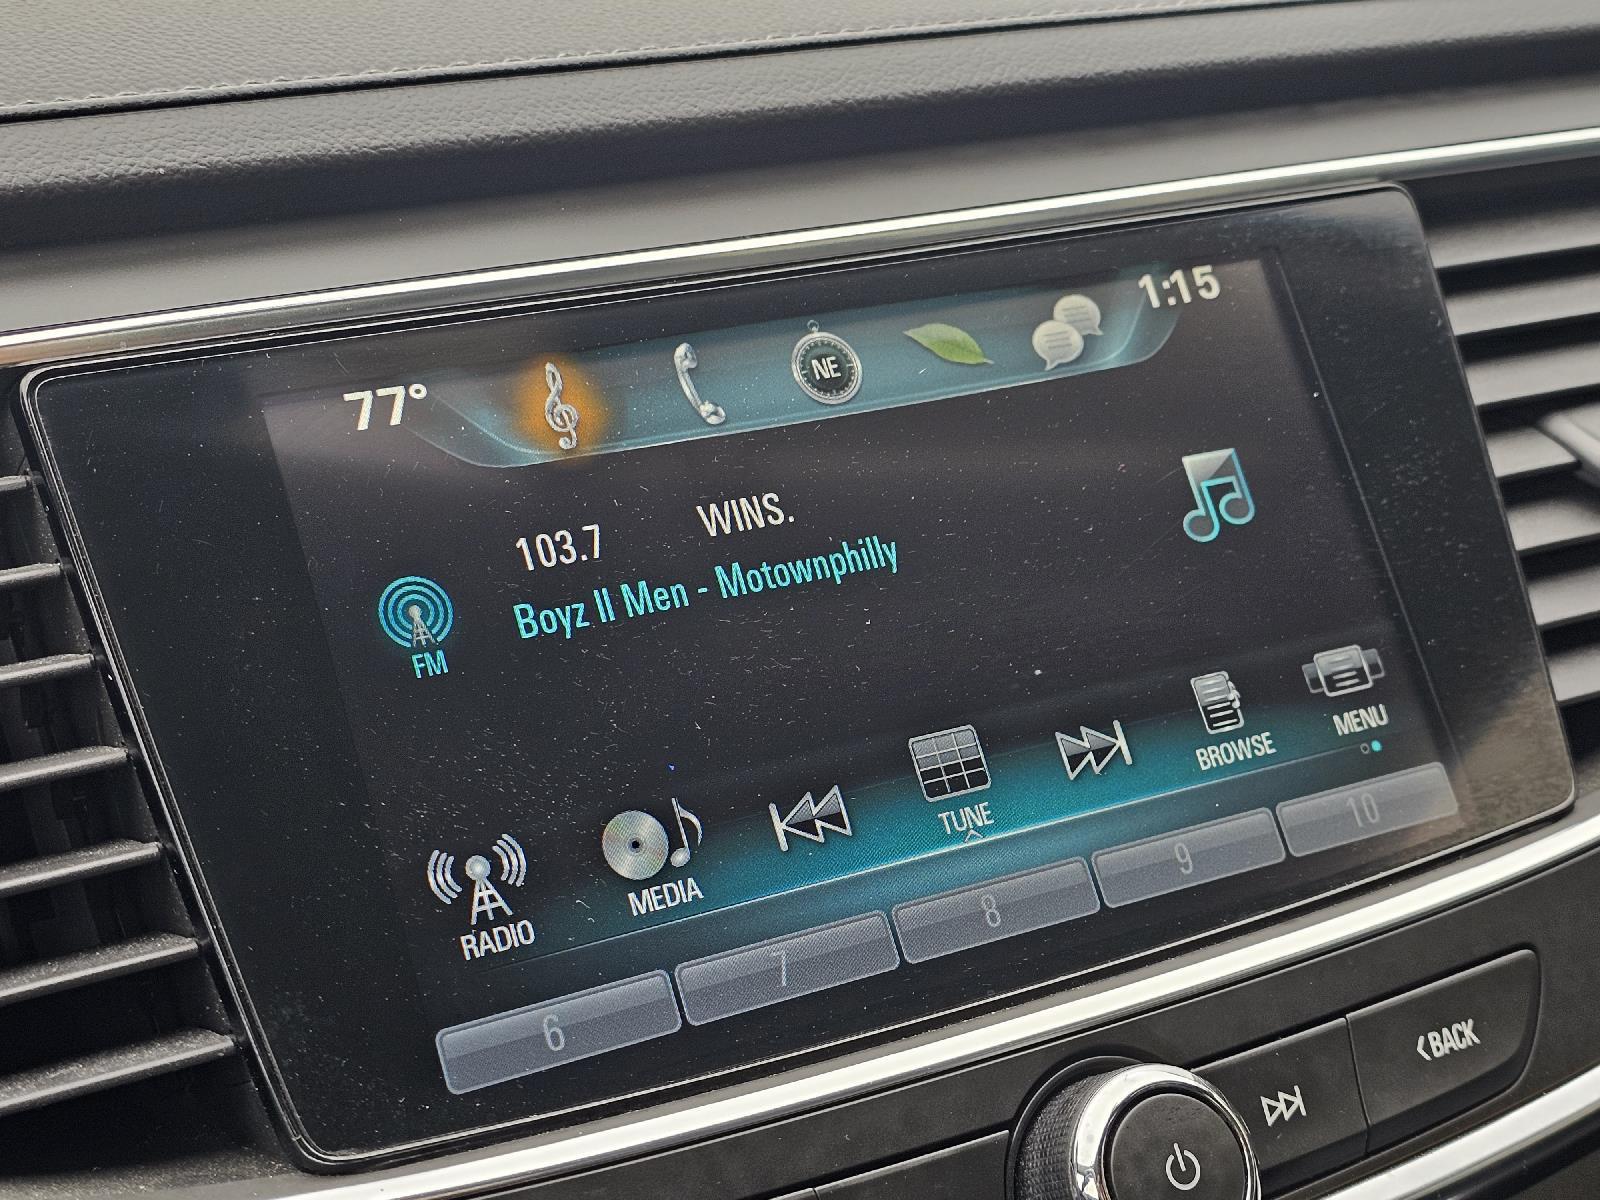 77°
NE
1:15
103.7 WINS.
Boyz II Men - Motownphilly
FM
RADIO
MEDIA
TUNE
BROWSE
MENU
6
7
8
9
10
<BACK